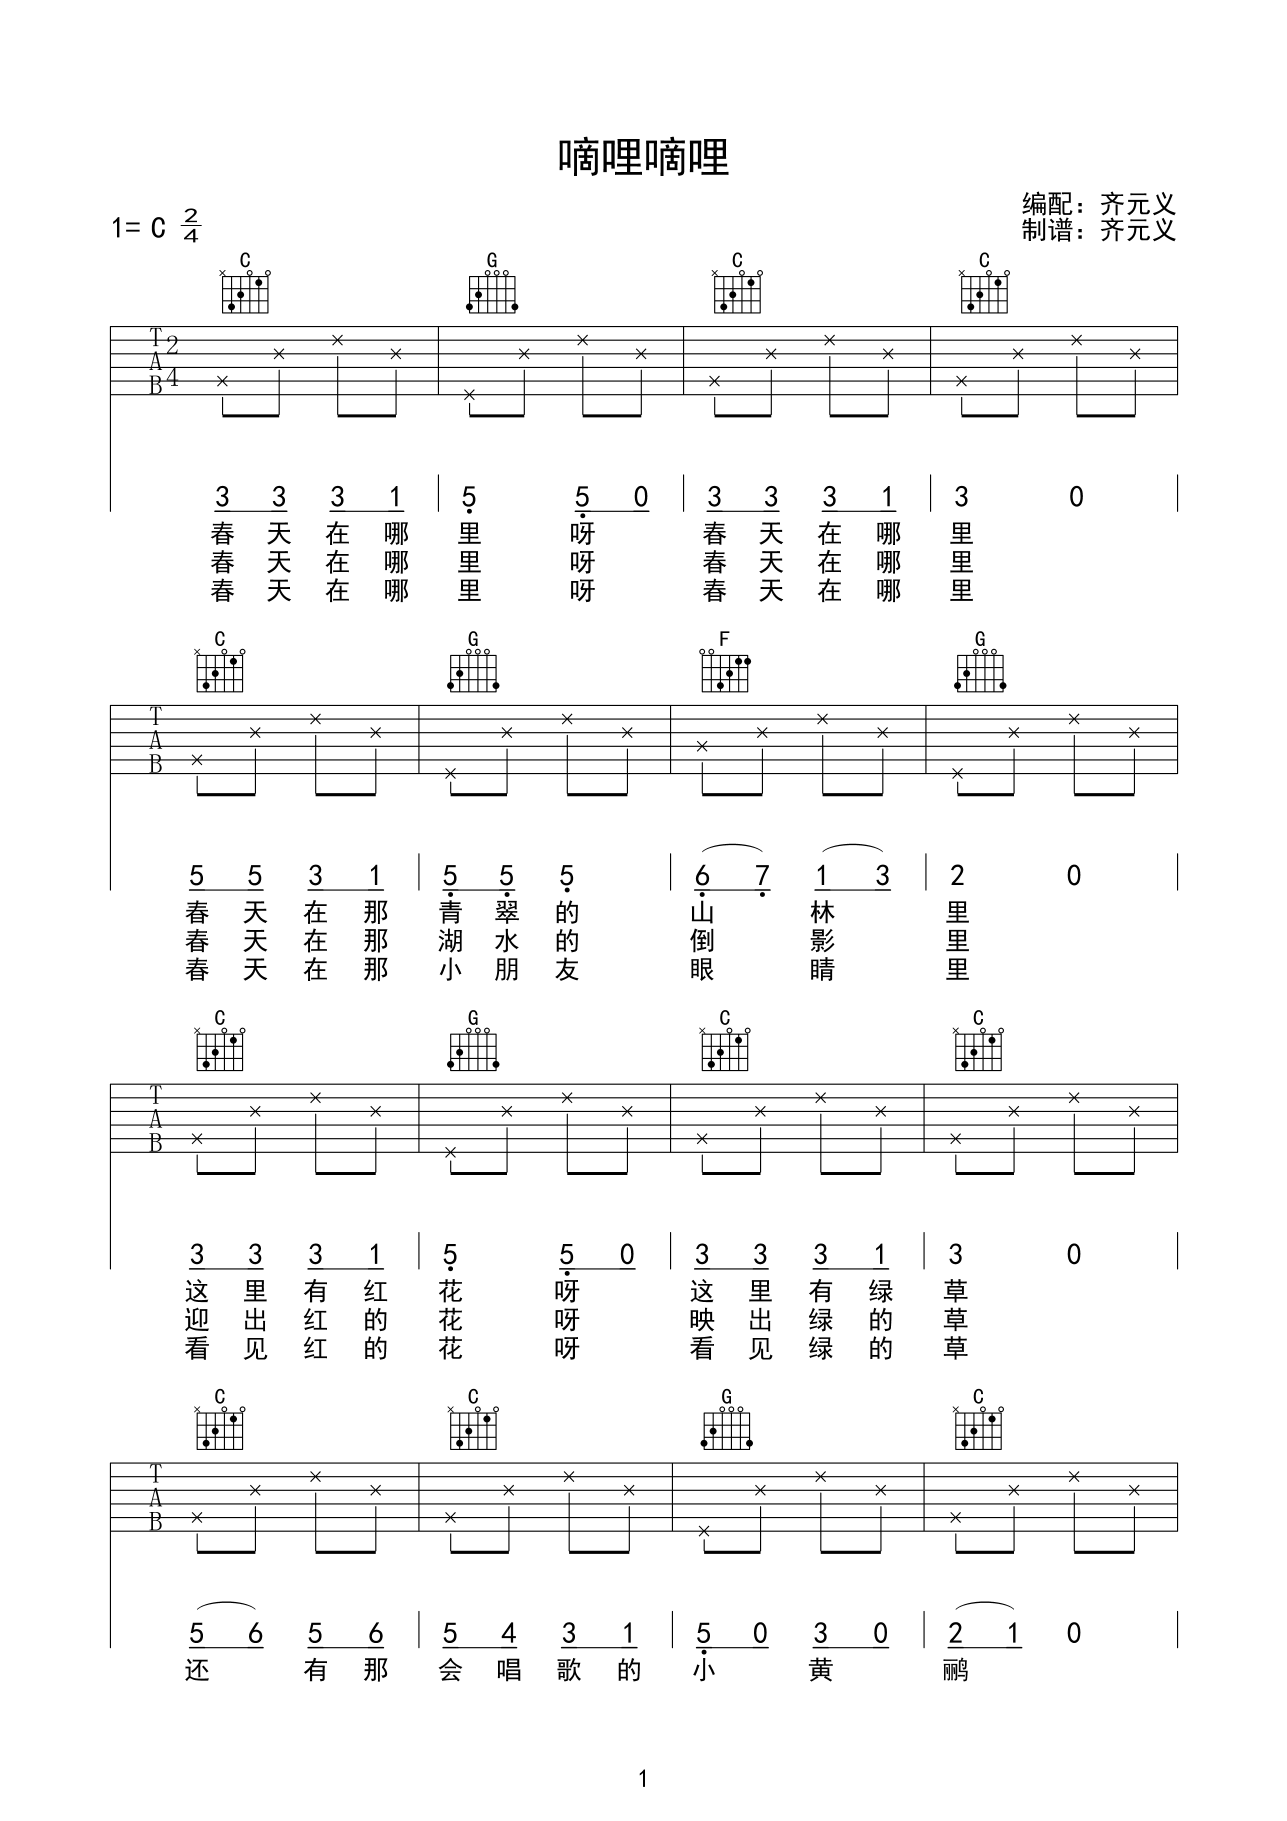 嘀哩嘀哩
1= C 2/4
编配：齐元义
制谱：齐元义
C G C C
T A B 2 4
3 3 3 1 5 5 0 3 3 3 1 3 0
春 天 在 哪 里 呀 春 天 在 哪 里
春 天 在 哪 里 呀 春 天 在 哪 里
春 天 在 哪 里 呀 春 天 在 哪 里
C G F G
T A B
5 5 3 1 5 5 5 6 7 1 3 2 0
春 天 在 那 青 翠 的 山 林 里
春 天 在 那 湖 水 的 倒 影 里
春 天 在 那 小 朋 友 眼 睛 里
C G C C
T A B
3 3 3 1 5 5 0 3 3 3 1 3 0
这 里 有 红 花 呀 这 里 有 绿 草
迎 出 红 的 花 呀 映 出 绿 的 草
看 见 红 的 花 呀 看 见 绿 的 草
C C G C
T A B
5 6 5 6 5 4 3 1 5 0 3 0 2 1 0
还 有 那 会 唱 歌 的 小 黄 鹂
1